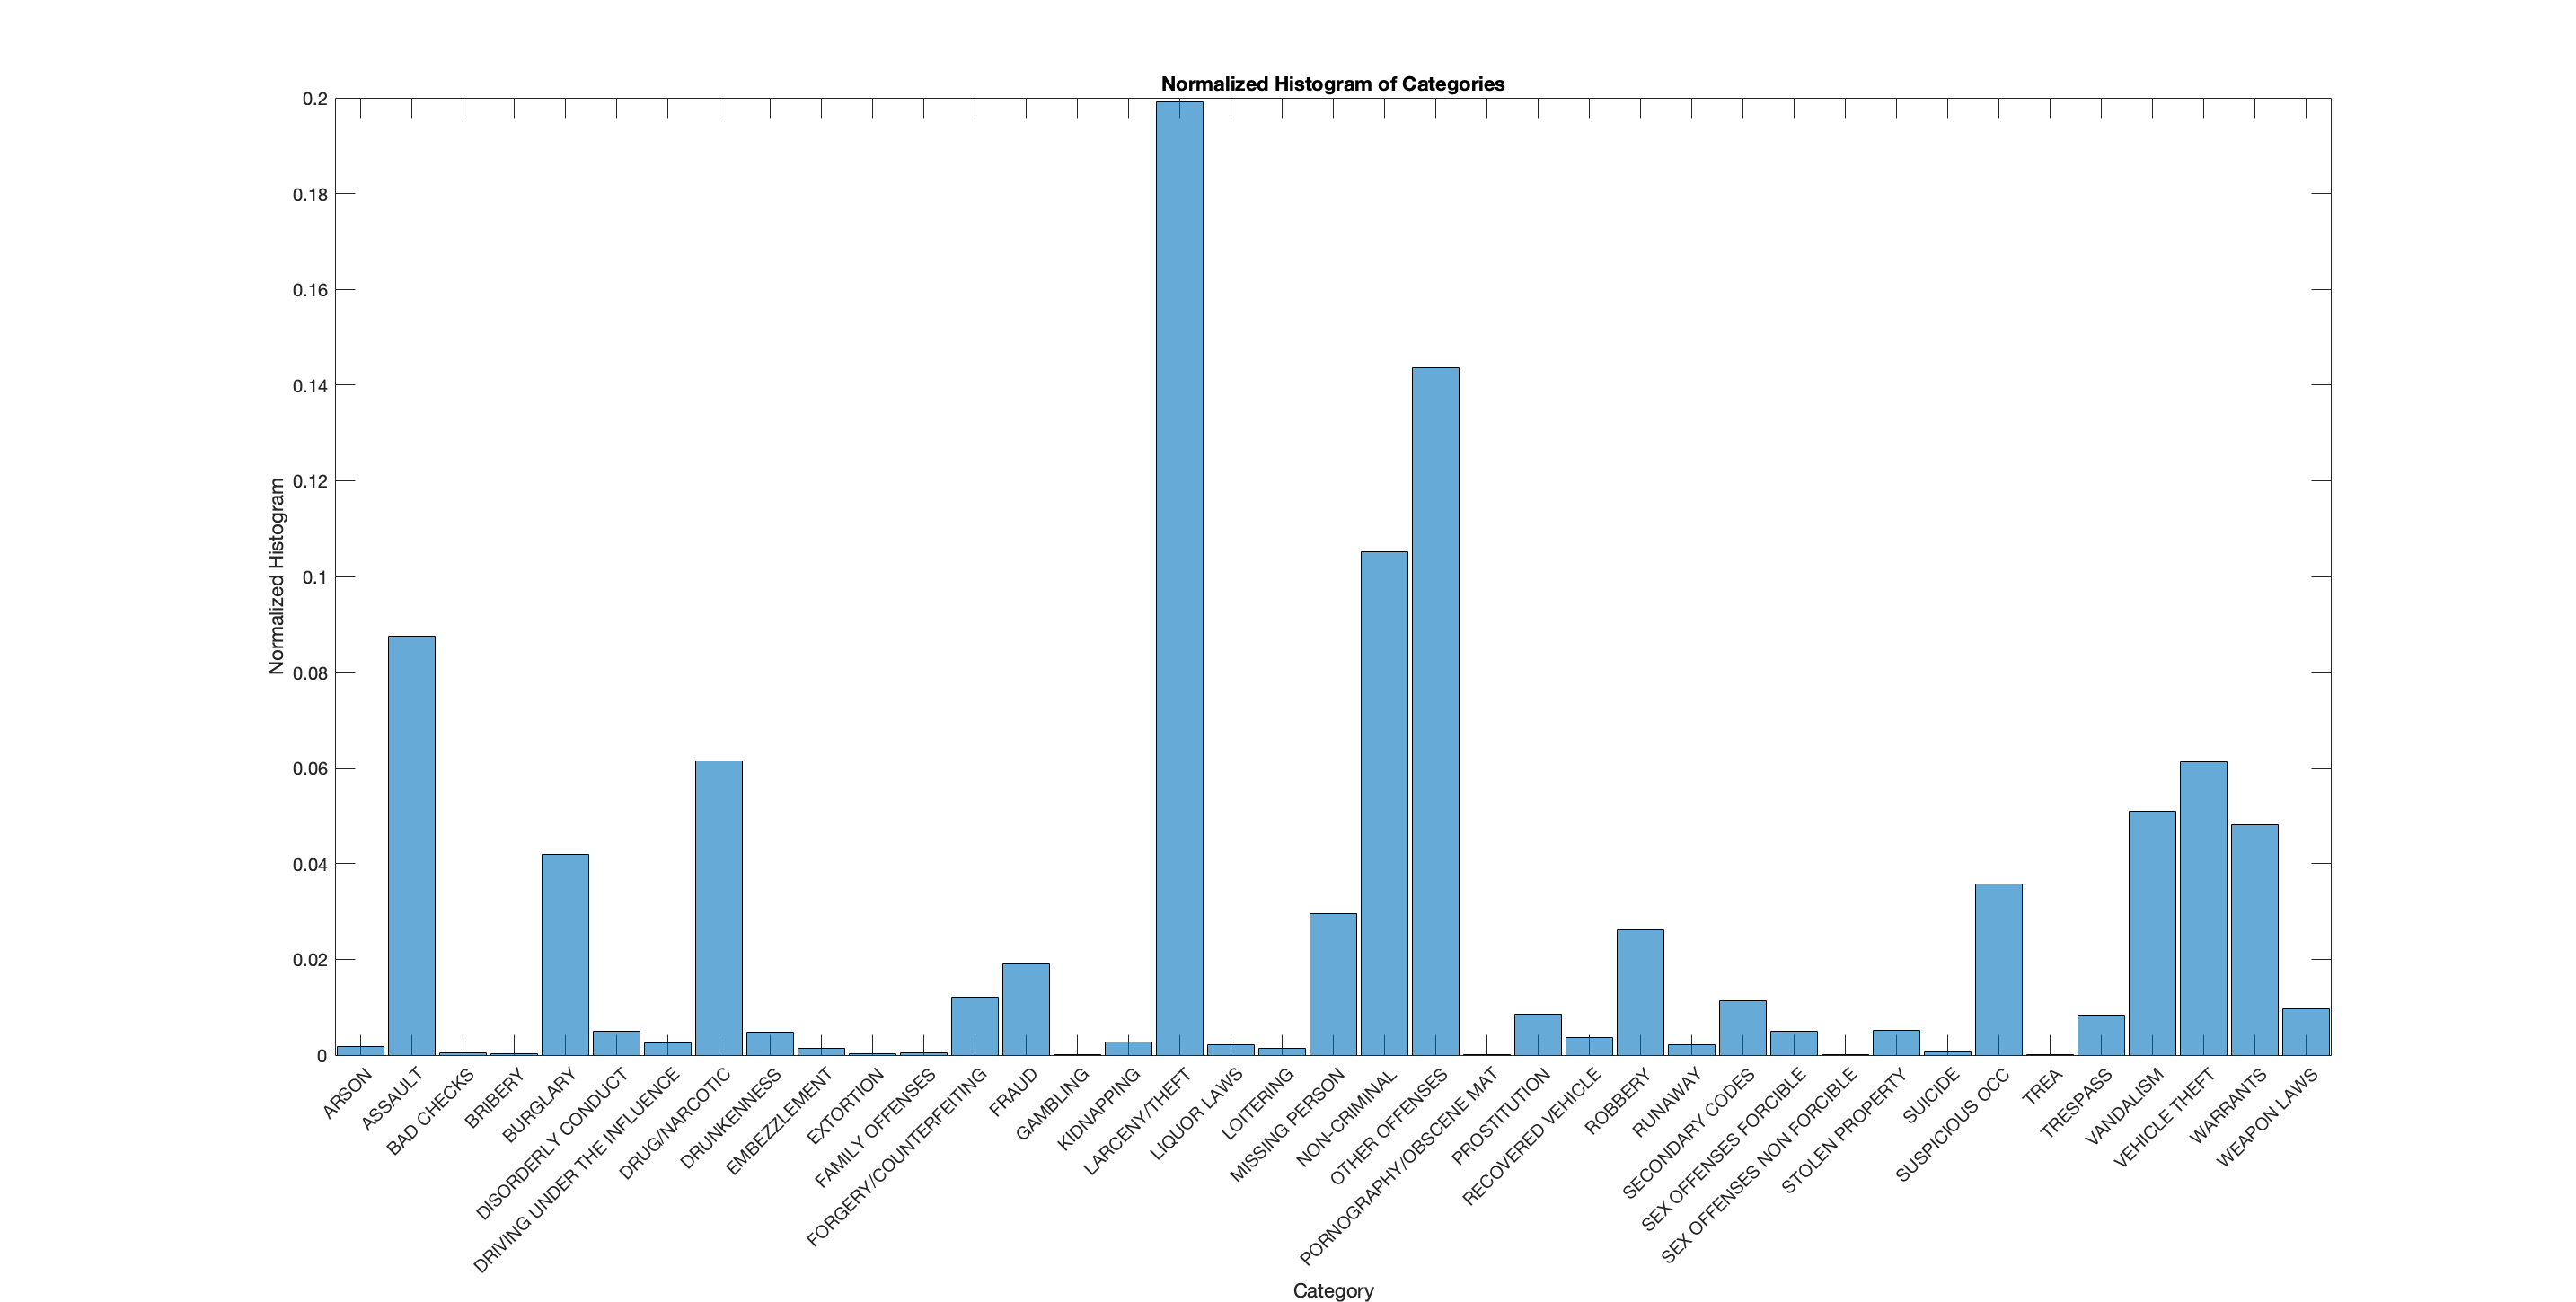 Normalized Histogram of Categories
0.2
0.18
0.16
0.14
0.12
0.1
0.08
0.06
0.04
0.02
0
Normalized Histogram
ARSON
ASSAULT
BAD CHECKS
BRIBERY
BURGLARY
DISORDERLY CONDUCT
DRIVING UNDER THE INFLUENCE
DRUG/NARCOTIC
DRUNKENNESS
EMBEZZLEMENT
EXTORTION
FAMILY OFFENSES
FORGERY/COUNTERFEITING
FRAUD
GAMBLING
KIDNAPPING
LARCENY/THEFT
LIQUOR LAWS
LOITERING
MISSING PERSON
NON-CRIMINAL
OTHER OFFENSES
PORNOGRAPHY/OBSCENE MAT
PROSTITUTION
RECOVERED VEHICLE
ROBBERY
RUNAWAY
SECONDARY CODES
SEX OFFENSES FORCIBLE
SEX OFFENSES NON FORCIBLE
STOLEN PROPERTY
SUICIDE
SUSPICIOUS OCC
TREA
TRESPASS
VANDALISM
VEHICLE THEFT
WARRANTS
WEAPON LAWS
Category